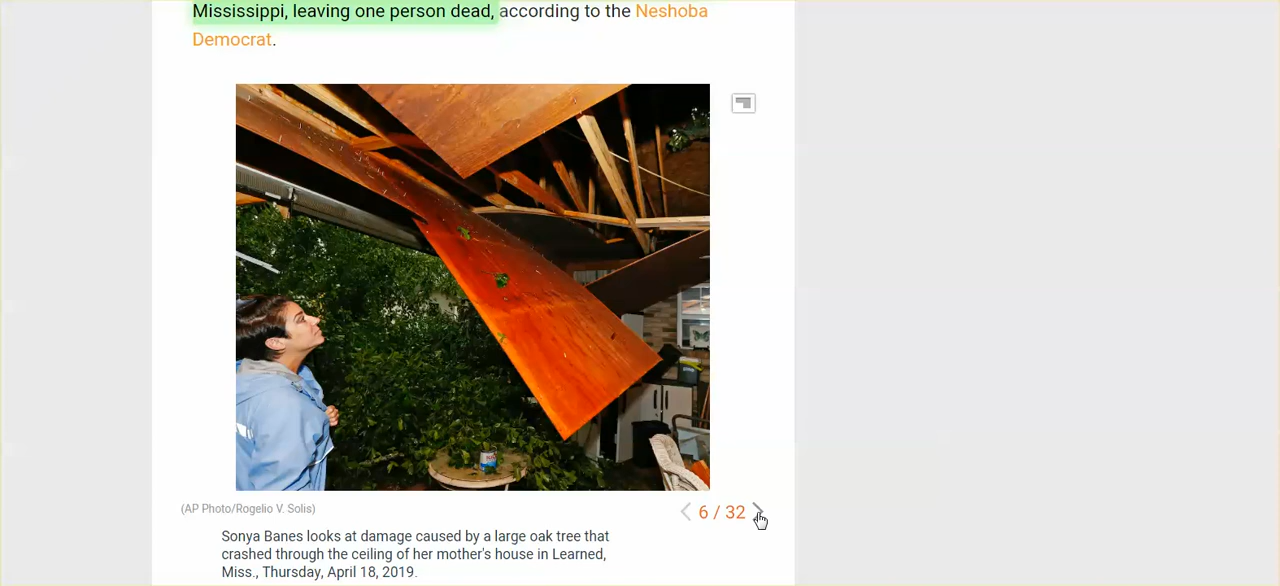 Mississippi, leaving one person dead, according to the Neshoba
Democrat.
(AP Photo/Rogelio V. Solis)
6 / 32
Sonya Banes looks at damage caused by a large oak tree that
crashed through the ceiling of her mother's house in Learned,
Miss., Thursday, April 18, 2019.